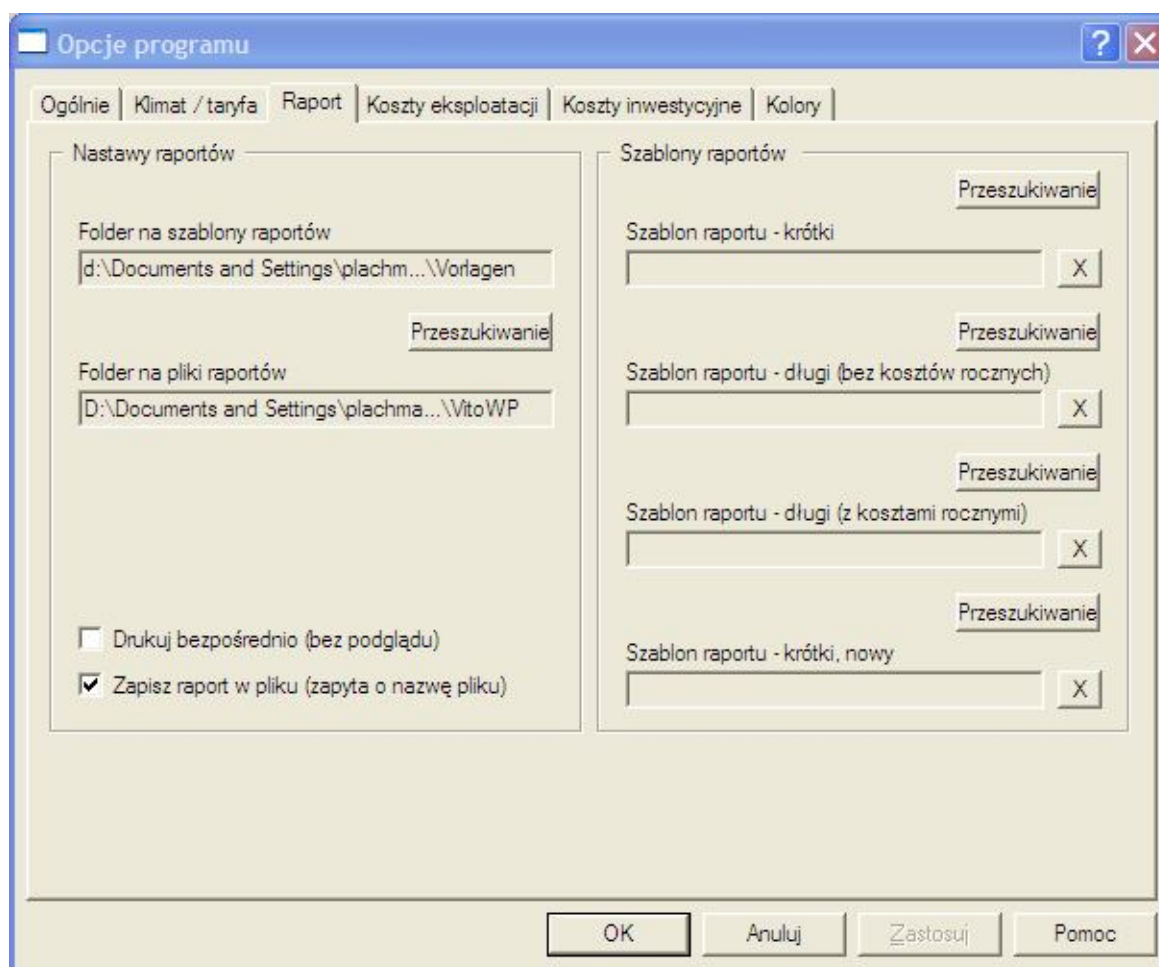 Opcje programu
Ogólnie Klimat / taryfa Raport Koszty eksploatacji Koszty inwestycyjne Kolory
Nastawy raportów
Folder na szablony raportów
d:\Documents and Settings\plachm...\Vorlagen
Przeszukiwanie
Folder na pliki raportów
D:\Documents and Settings\plachma...\VitoWP
Drukuj bezpośrednio (bez podglądu)
Zapisz raport w pliku (zapyta o nazwę pliku)
Szablony raportów
Przeszukiwanie
Szablon raportu - krótki
X
Przeszukiwanie
Szablon raportu - długi (bez kosztów rocznych)
X
Przeszukiwanie
Szablon raportu - długi (z kosztami rocznymi)
X
Przeszukiwanie
Szablon raportu - krótki, nowy
X
OK Anuluj Zastosuj Pomoc